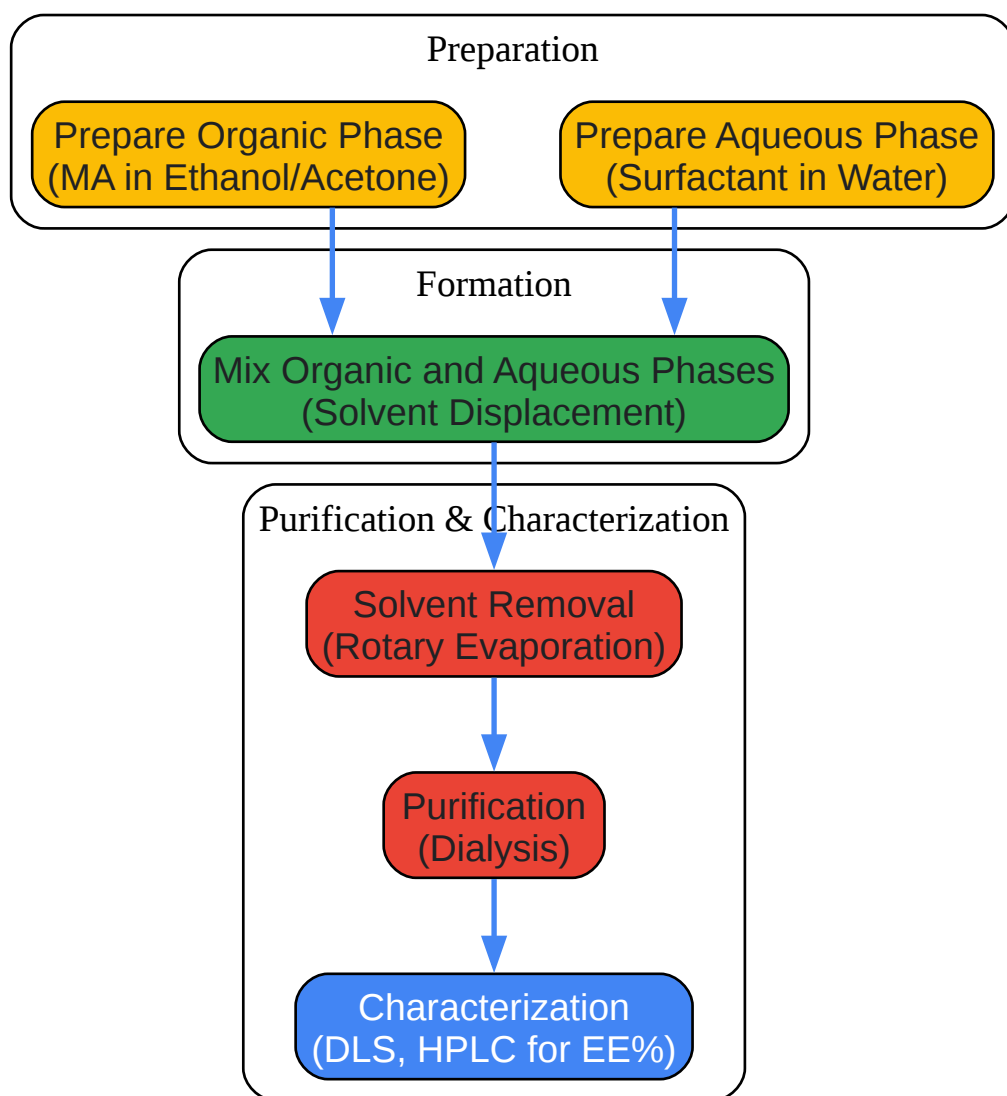 Preparation
Prepare Organic Phase
(MA in Ethanol/Acetone)
Prepare Aqueous Phase
(Surfactant in Water)
Formation
Mix Organic and Aqueous Phases
(Solvent Displacement)
Purification & Characterization
Solvent Removal
(Rotary Evaporation)
Purification
(Dialysis)
Characterization
(DLS, HPLC for EE%)